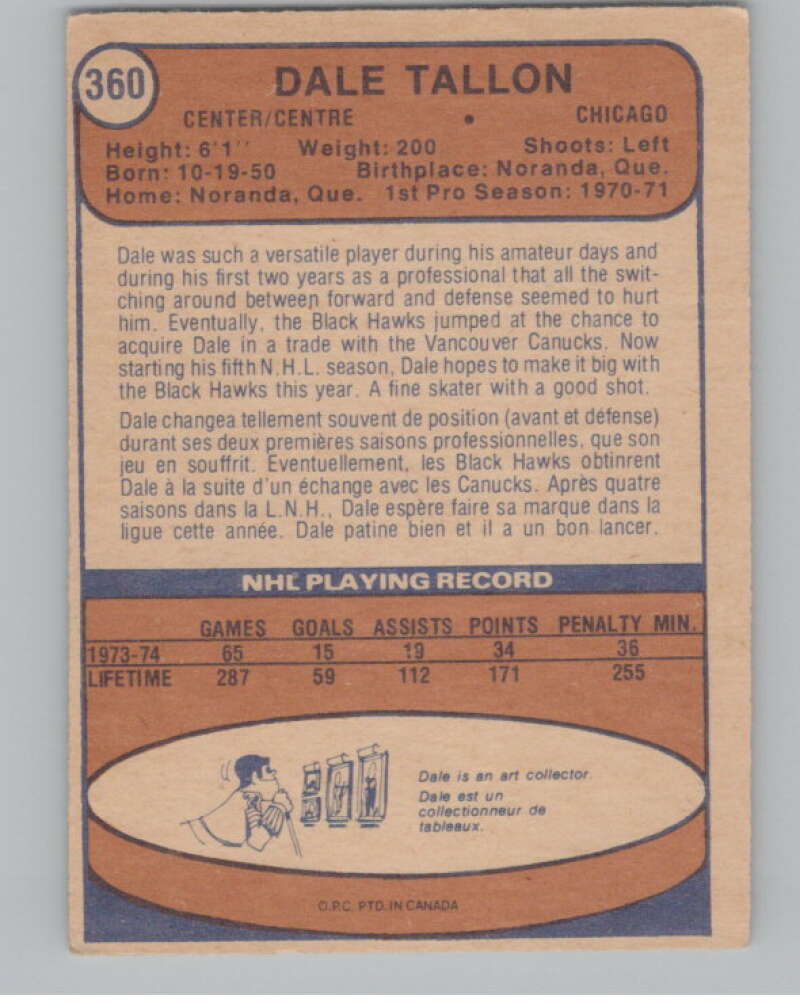 360
DALE TALLON
CENTER/CENTRE • CHICAGO
Height: 6'1'' Weight: 200 Shoots: Left
Born: 10-19-50 Birthplace: Noranda, Que.
Home: Noranda, Que. 1st Pro Season: 1970-71
Dale was such a versatile player during his amateur days and
during his first two years as a professional that all the swit-
ching around between forward and defense seemed to hurt
him. Eventually, the Black Hawks jumped at the chance to
acquire Dale in a trade with the Vancouver Canucks. Now
starting his fifth N.H.L. season, Dale hopes to make it big with
the Black Hawks this year. A fine skater with a good shot.
Dale changea tellement souvent de position (avant et défense)
durant ses deux premières saisons professionnelles, que son
jeu en souffrit. Eventuellement, les Black Hawks obtinrent
Dale à la suite d'un échange avec les Canucks. Après quatre
saisons dans la L.N.H., Dale espère faire sa marque dans la
ligue cette année. Dale patine bien et il a un bon lancer.
NHL PLAYING RECORD
GAMES GOALS ASSISTS POINTS PENALTY MIN.
1973-74 65 15 19 34 36
LIFETIME 287 59 112 171 255
Dale is an art collector.
Dale est un
collectionneur de
tableaux.
O.P.C. PTD. IN CANADA